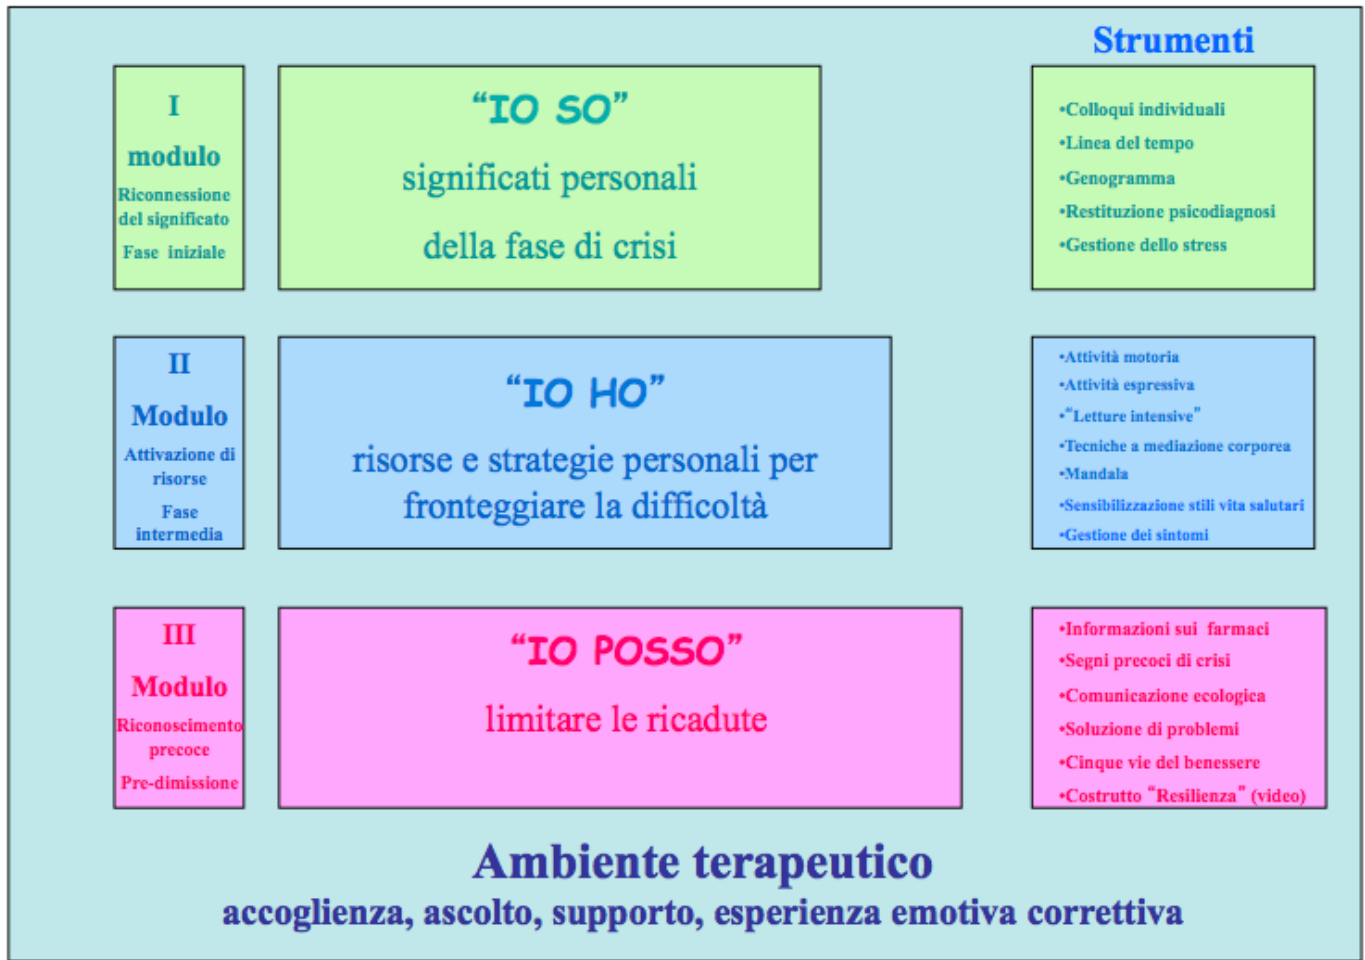 Strumenti
I
modulo
Riconnessione
del significato
Fase iniziale
“IO SO”
significati personali
della fase di crisi
•Colloqui individuali
•Linea del tempo
•Genogramma
•Restituzione psicodiagnosi
•Gestione dello stress
II
Modulo
Attivazione di
risorse
Fase
intermedia
“IO HO”
risorse e strategie personali per
fronteggiare la difficoltà
•Attività motoria
•Attività espressiva
•“Letture intensive”
•Tecniche a mediazione corporea
•Mandala
•Sensibilizzazione stili vita salutari
•Gestione dei sintomi
III
Modulo
Riconoscimento
precoce
Pre-dimissione
“IO POSSO”
limitare le ricadute
•Informazioni sui farmaci
•Segni precoci di crisi
•Comunicazione ecologica
•Soluzione di problemi
•Cinque vie del benessere
•Costrutto “Resilienza” (video)
Ambiente terapeutico
accoglienza, ascolto, supporto, esperienza emotiva correttiva